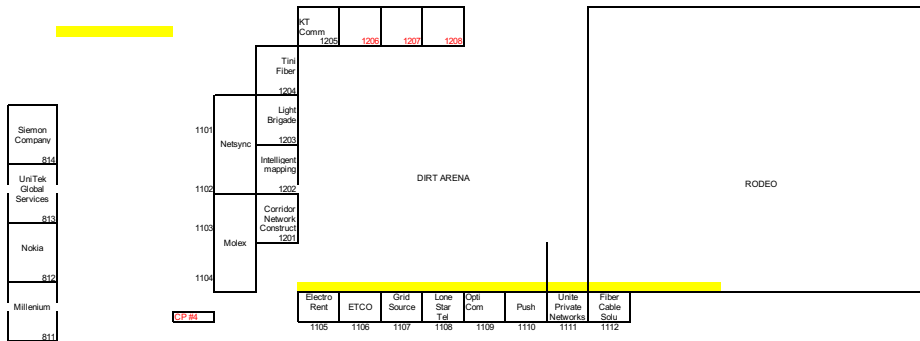 KT
Comm
1205
1206
1207
1208
Tini
Fiber
1204
Light
Brigade
1203
Intelligent
mapping
1202
Corridor
Network
Construct
1201
1101
Netsync
1102
1103
Molex
1104
Siemon
Company
814
UniTek
Global
Services
813
Nokia
812
Millenium
811
CP #4
DIRT ARENA
RODEO
Electro
Rent
1105
ETCO
1106
Grid
Source
1107
Lone
Star
Tel
1108
Opti
Com
1109
Push
1110
Unite
Private
Networks
1111
Fiber
Cable
Solu
1112